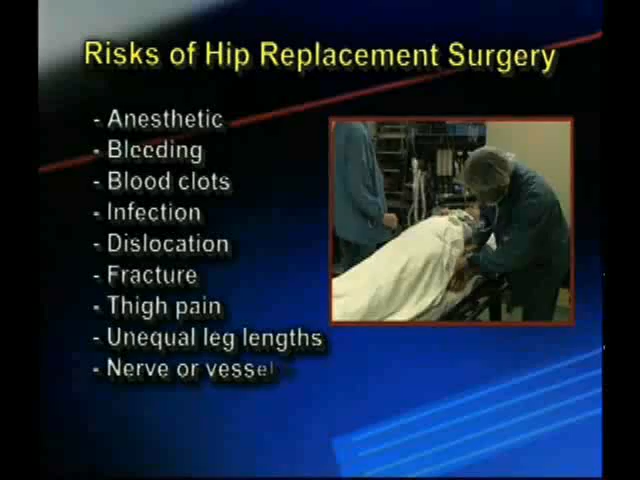 Risks of Hip Replacement Surgery
- Anesthetic
- Bleeding
- Blood clots
- Infection
- Dislocation
- Fracture
- Thigh pain
- Unequal leg lengths
- Nerve or vessel